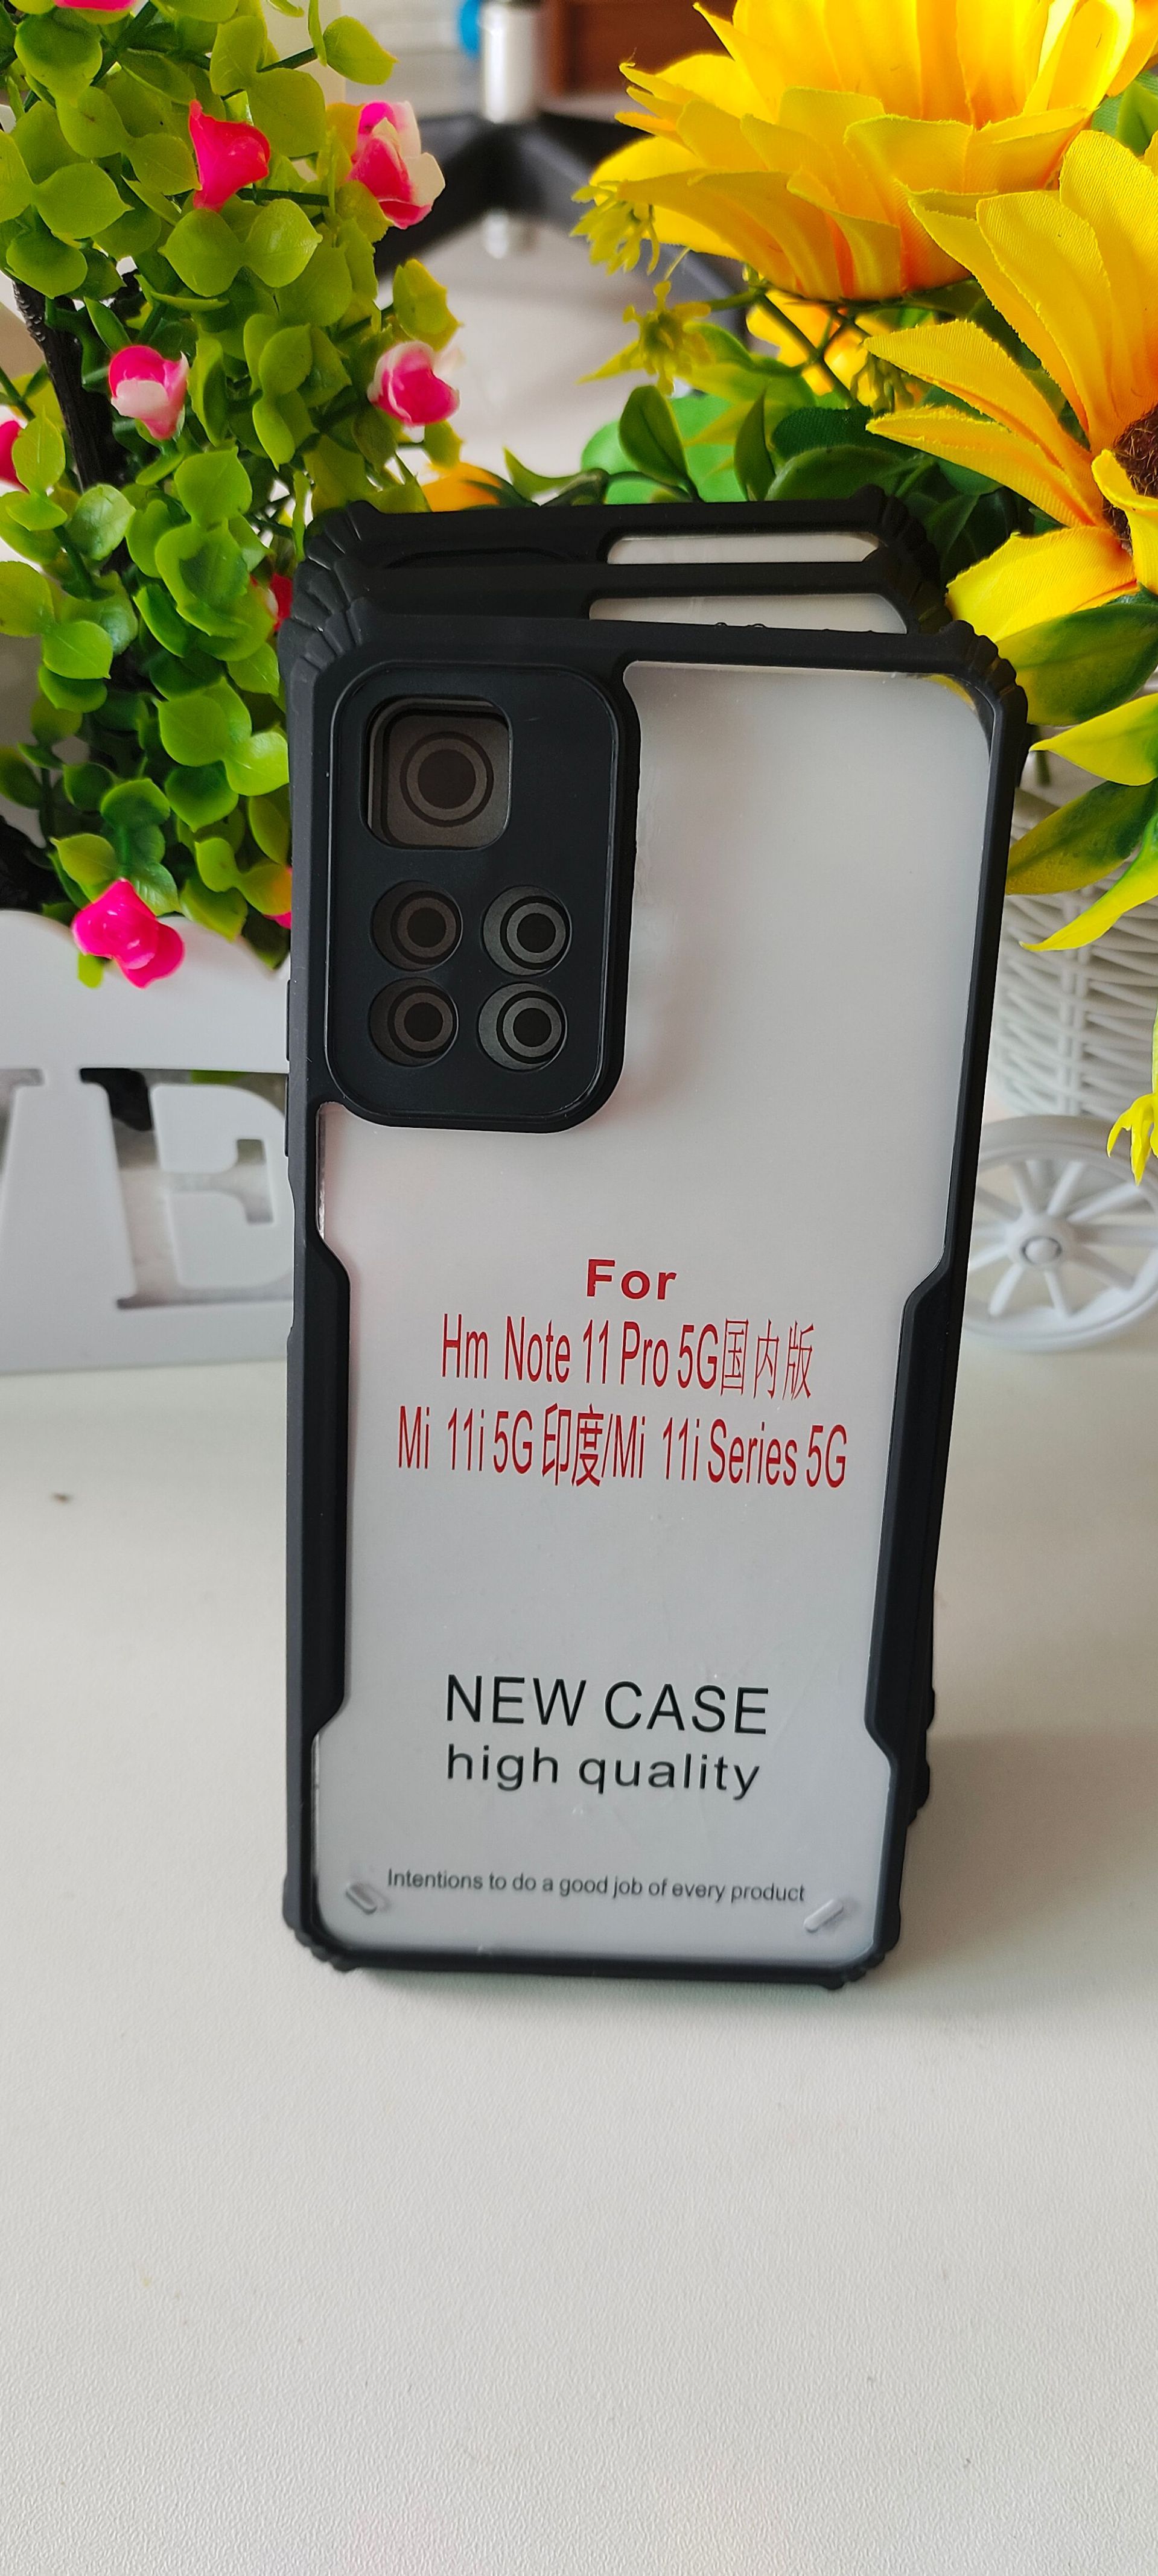 For
Hm Note 11 Pro 5G国内版
Mi 11i 5G 印度/Mi 11i Series 5G
NEW CASE
high quality
Intentions to do a good job of every product